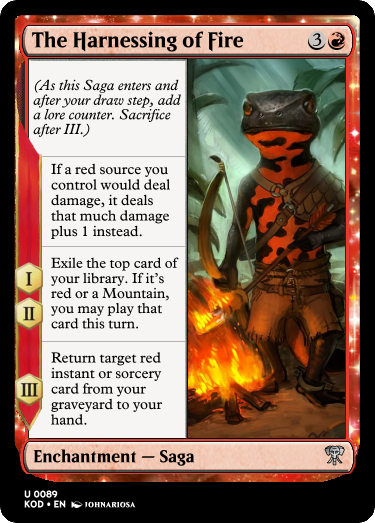 The Harnessing of Fire 3
(As this Saga enters and
after your draw step, add
a lore counter. Sacrifice
after III.)
If a red source you
control would deal
damage, it deals
that much damage
plus 1 instead.
I
II
Exile the top card of
your library. If it's
red or a Mountain,
you may play that
card this turn.
III
Return target red
instant or sorcery
card from your
graveyard to your
hand.
Enchantment — Saga
U 0089
KOD • EN JOHNARIOSA